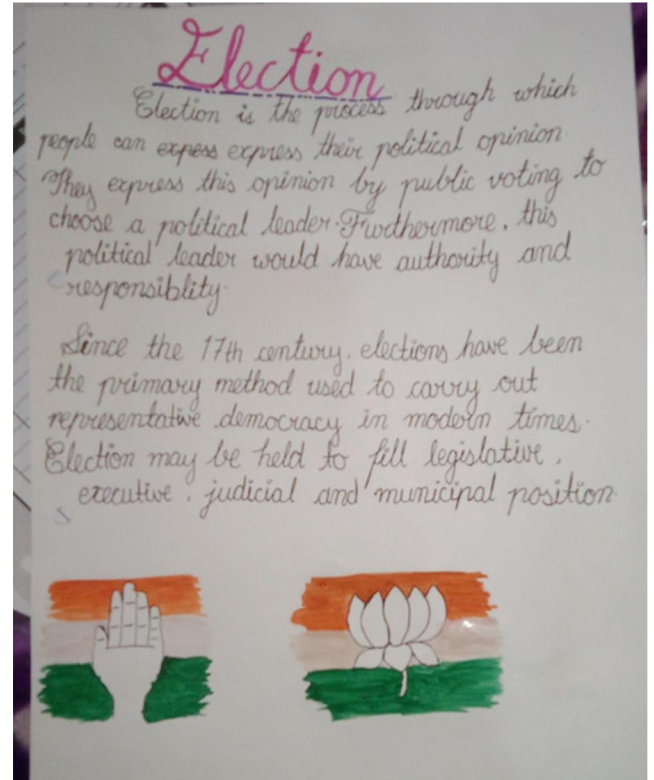 Election
Election is the process through which
people can expess express their political opinion.
They express this opinion by public voting to
choose a political leader. Furthermore, this
political leader would have authority and
responsiblity.
Since the 17th century, elections have been
the primary method used to carry out
representative democracy in modern times.
Election may be held to fill legislative,
executive, judicial and municipal position.